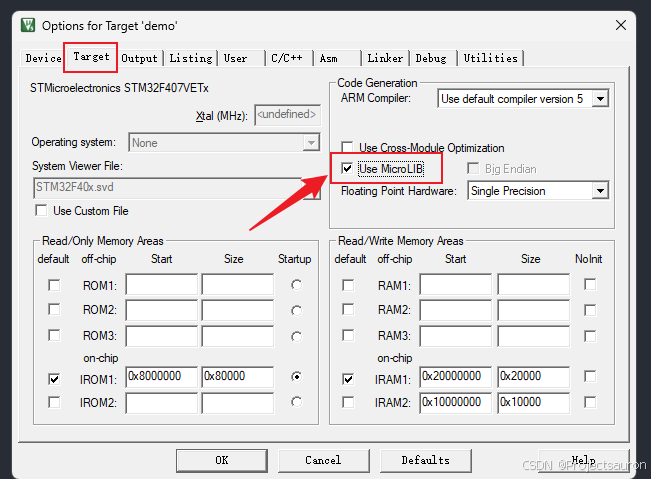 Options for Target 'demo'
Device Target Output Listing User C/C++ Asm Linker Debug Utilities
STMicroelectronics STM32F407VETx
Xtal (MHz): <undefined>
Operating system: None
System Viewer File:
STM32F40x.svd
Use Custom File
Code Generation
ARM Compiler: Use default compiler version 5
Use Cross-Module Optimization
Use MicroLIB Big Endian
Floating Point Hardware: Single Precision
Read/Only Memory Areas
default off-chip Start Size Startup
ROM1:
ROM2:
ROM3:
on-chip
IROM1: 0x8000000 0x80000
IROM2:
Read/Write Memory Areas
default off-chip Start Size NoInit
RAM1:
RAM2:
RAM3:
on-chip
IRAM1: 0x20000000 0x20000
IRAM2: 0x10000000 0x10000
OK Cancel Defaults Help
CSDN @Projectsauron